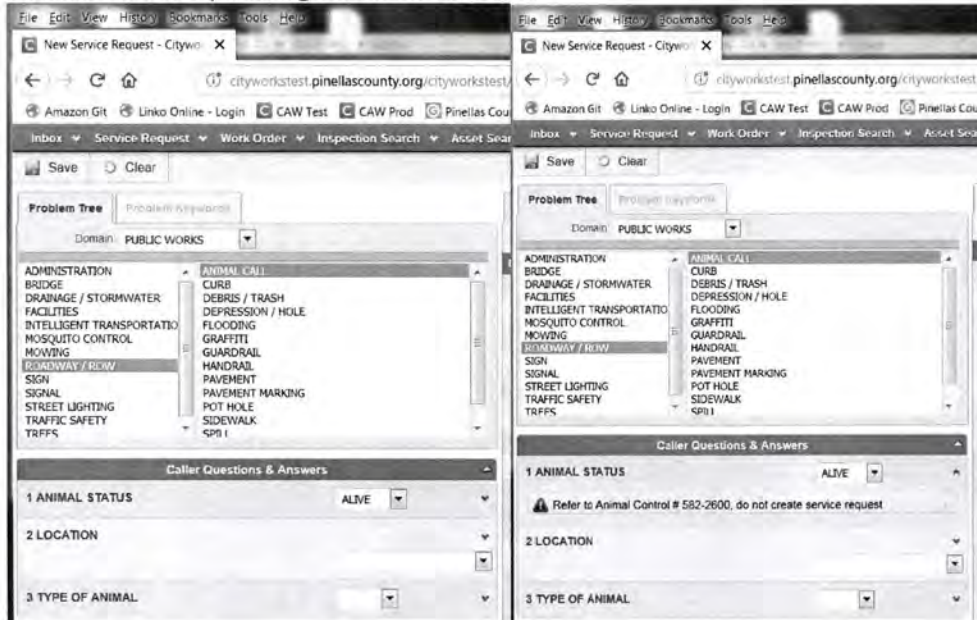 File Edit View History Bookmarks Tools Help
New Service Request - Citywo X
cityworkstest.pinellascounty.org/cityworkstest/
Amazon Git Linko Online - Login CAW Test CAW Prod Pinellas Cou
Inbox Service Request Work Order Inspection Search Asset Sear
Save Clear
Problem Tree Problem Keywords
Domain: PUBLIC WORKS
ADMINISTRATION
BRIDGE
DRAINAGE / STORMWATER
FACILITIES
INTELLIGENT TRANSPORTATIO
MOSQUITO CONTROL
MOWING
ROADWAY / ROW
SIGN
SIGNAL
STREET LIGHTING
TRAFFIC SAFETY
TREES
ANIMAL CALL
CURB
DEBRIS / TRASH
DEPRESSION / HOLE
FLOODING
GRAFFITI
GUARDRAIL
HANDRAIL
PAVEMENT
PAVEMENT MARKING
POT HOLE
SIDEWALK
SPILL
Caller Questions & Answers
1 ANIMAL STATUS ALIVE
2 LOCATION
3 TYPE OF ANIMAL
File Edit View History Bookmarks Tools Help
New Service Request - Citywo X
cityworkstest.pinellascounty.org/cityworkstest
Amazon Git Linko Online - Login CAW Test CAW Prod Pinellas Cou
Inbox Service Request Work Order Inspection Search Asset Sea
Save Clear
Problem Tree Problem Keywords
Domain: PUBLIC WORKS
ADMINISTRATION
BRIDGE
DRAINAGE / STORMWATER
FACILITIES
INTELLIGENT TRANSPORTATIO
MOSQUITO CONTROL
MOWING
ROADWAY / ROW
SIGN
SIGNAL
STREET LIGHTING
TRAFFIC SAFETY
TREES
ANIMAL CALL
CURB
DEBRIS / TRASH
DEPRESSION / HOLE
FLOODING
GRAFFITI
GUARDRAIL
HANDRAIL
PAVEMENT
PAVEMENT MARKING
POT HOLE
SIDEWALK
SPILL
Caller Questions & Answers
1 ANIMAL STATUS ALIVE
Refer to Animal Control # 582-2600, do not create service request
2 LOCATION
3 TYPE OF ANIMAL